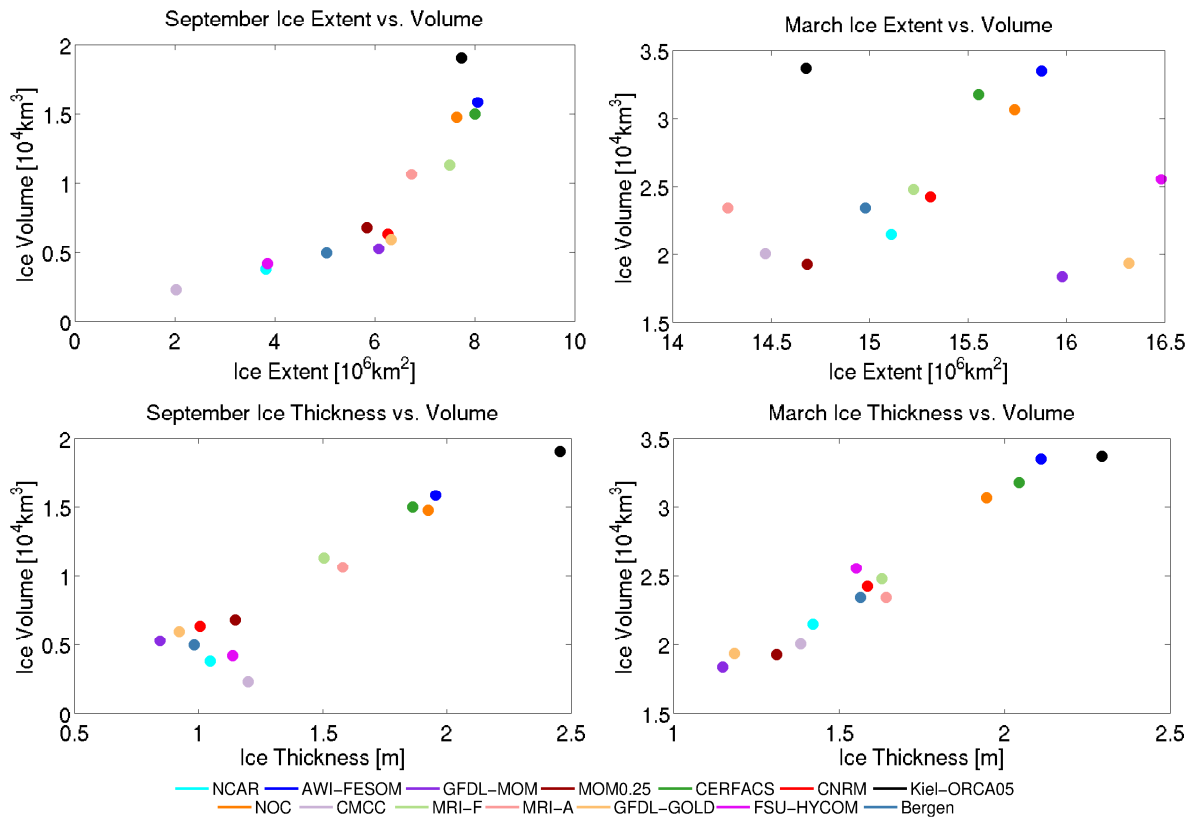 September Ice Extent vs. Volume
2
1.5
1
0.5
0
0
2
4
6
8
10
Ice Volume [10⁴km³]
Ice Extent [10⁶km²]
March Ice Extent vs. Volume
3.5
3
2.5
2
1.5
14
14.5
15
15.5
16
16.5
Ice Volume [10⁴km³]
Ice Extent [10⁶km²]
September Ice Thickness vs. Volume
2
1.5
1
0.5
0
0.5
1
1.5
2
2.5
Ice Volume [10⁴km³]
Ice Thickness [m]
March Ice Thickness vs. Volume
3.5
3
2.5
2
1.5
1
1.5
2
2.5
Ice Volume [10⁴km³]
Ice Thickness [m]
NCAR AWI-FESOM GFDL-MOM MOM0.25 CERFACS CNRM Kiel-ORCA05
NOC CMCC MRI-F MRI-A GFDL-GOLD FSU-HYCOM Bergen